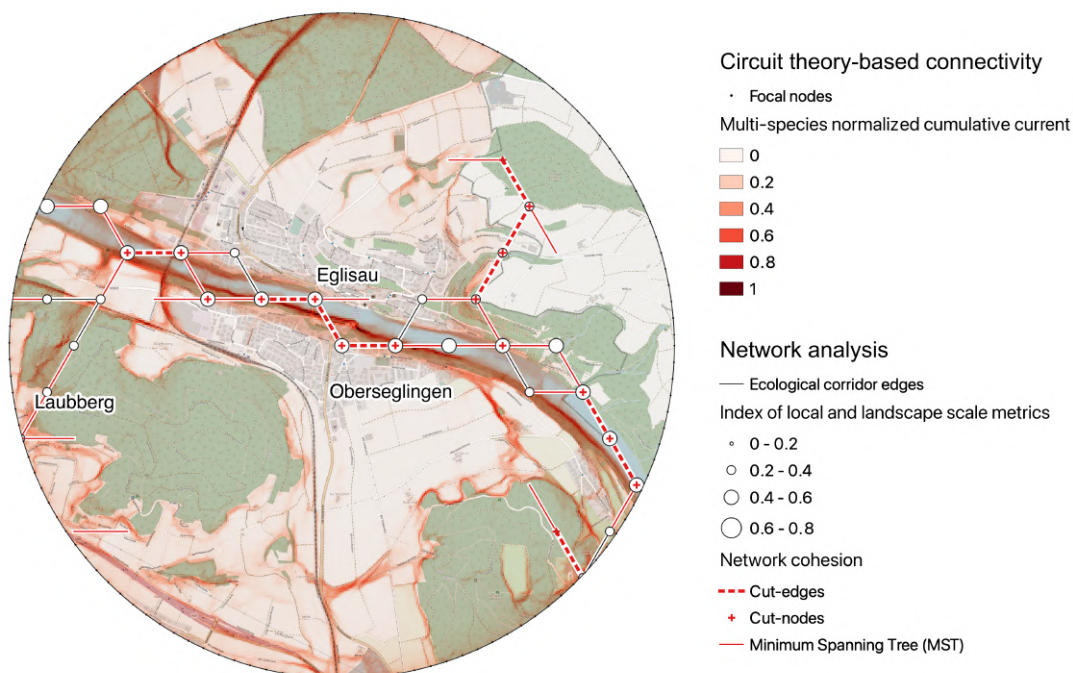 Eglisau
Oberseglingen
Laubberg
Circuit theory-based connectivity
Focal nodes
Multi-species normalized cumulative current
0
0.2
0.4
0.6
0.8
1
Network analysis
Ecological corridor edges
Index of local and landscape scale metrics
0 - 0.2
0.2 - 0.4
0.4 - 0.6
0.6 - 0.8
Network cohesion
Cut-edges
Cut-nodes
Minimum Spanning Tree (MST)